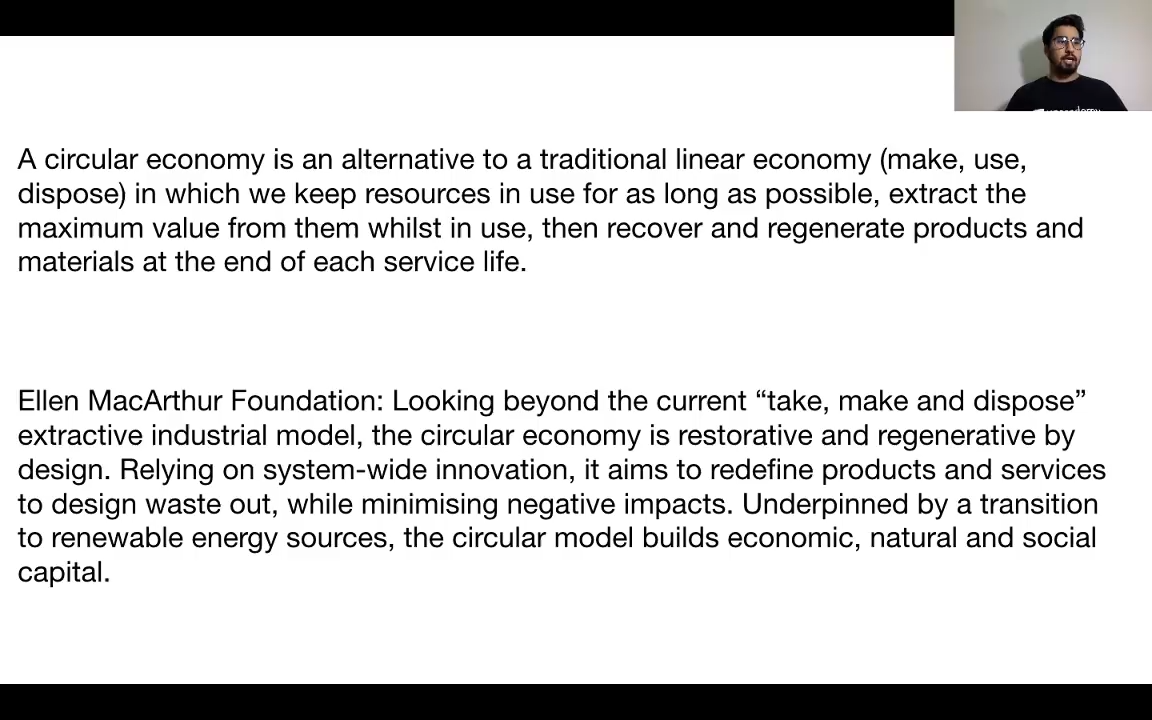 A circular economy is an alternative to a traditional linear economy (make, use,
dispose) in which we keep resources in use for as long as possible, extract the
maximum value from them whilst in use, then recover and regenerate products and
materials at the end of each service life.
Ellen MacArthur Foundation: Looking beyond the current “take, make and dispose”
extractive industrial model, the circular economy is restorative and regenerative by
design. Relying on system-wide innovation, it aims to redefine products and services
to design waste out, while minimising negative impacts. Underpinned by a transition
to renewable energy sources, the circular model builds economic, natural and social
capital.